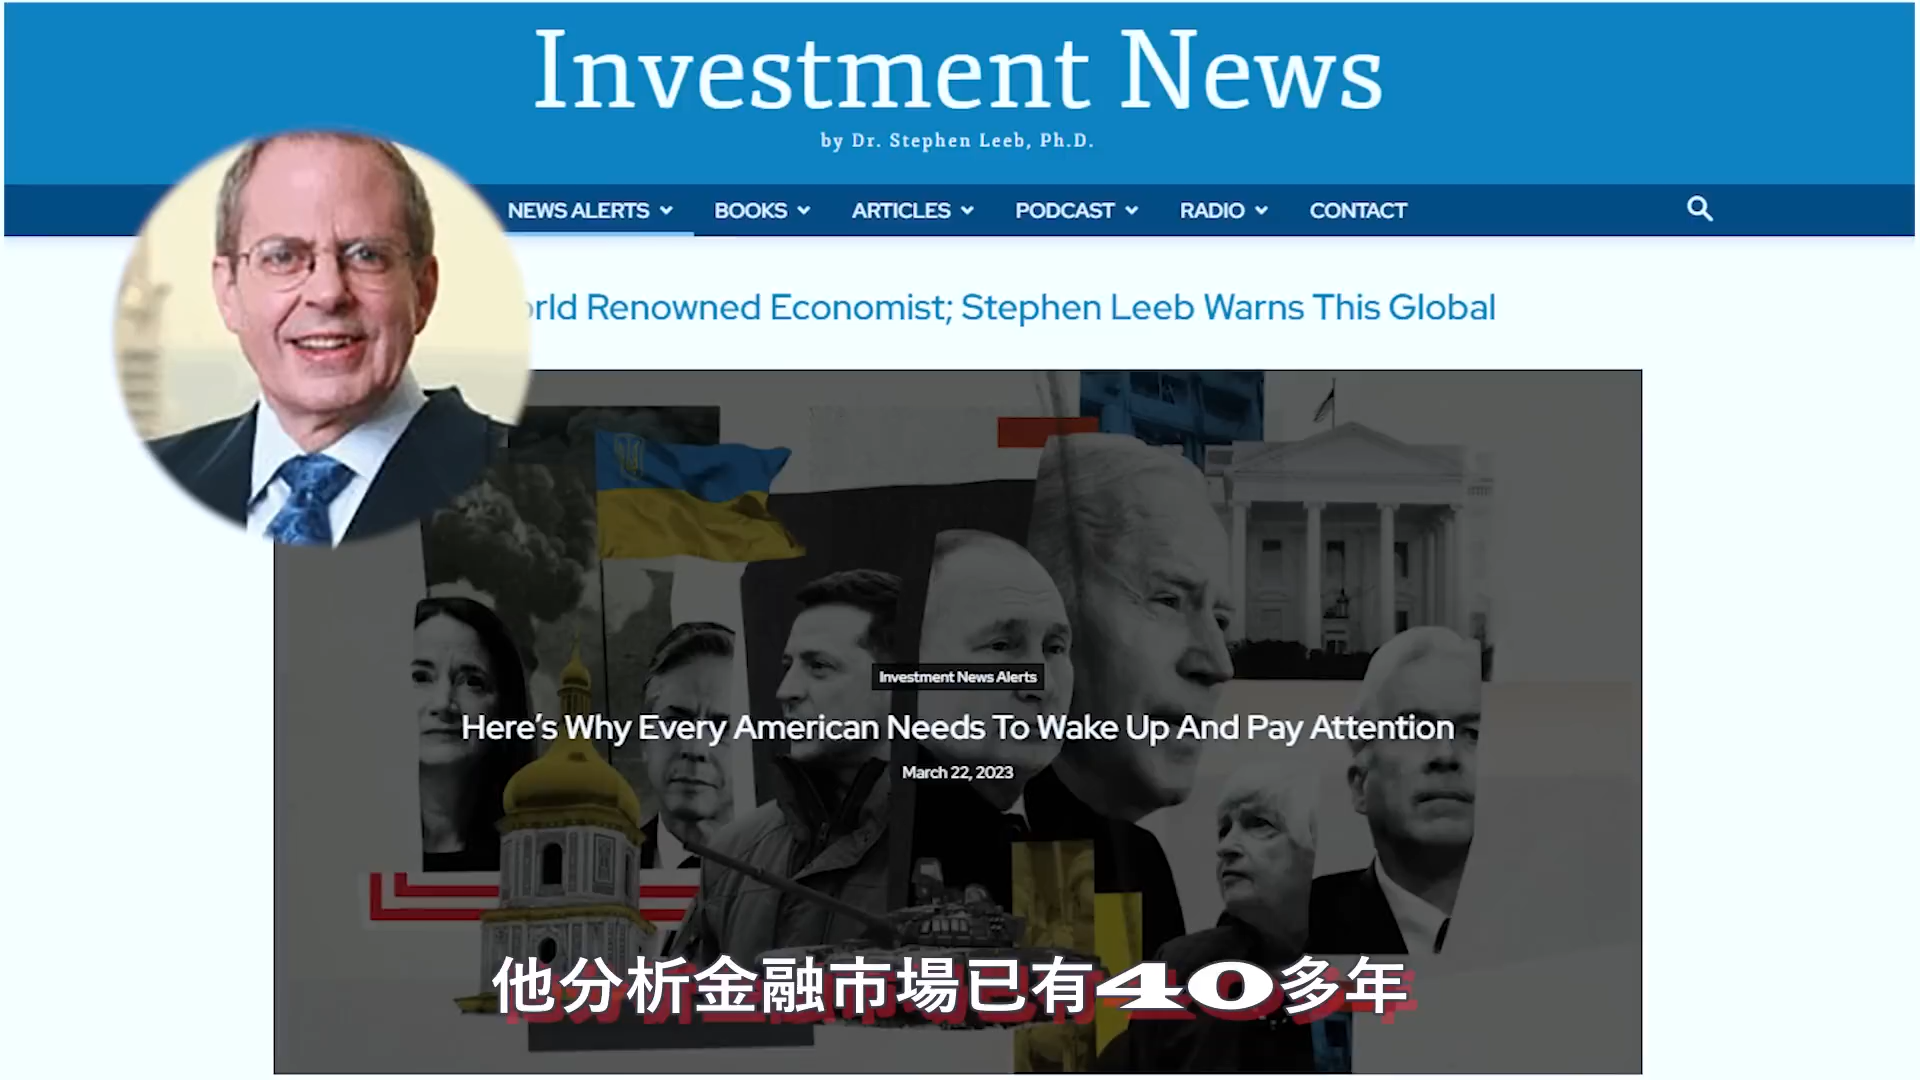 Investment News
by Dr. Stephen Leeb, Ph.D.
NEWS ALERTS BOOKS ARTICLES PODCAST RADIO CONTACT
Renowned Economist; Stephen Leeb Warns This Global
Investment News Alerts
Here's Why Every American Needs To Wake Up And Pay Attention
March 22, 2023
他分析金融市場已有40多年